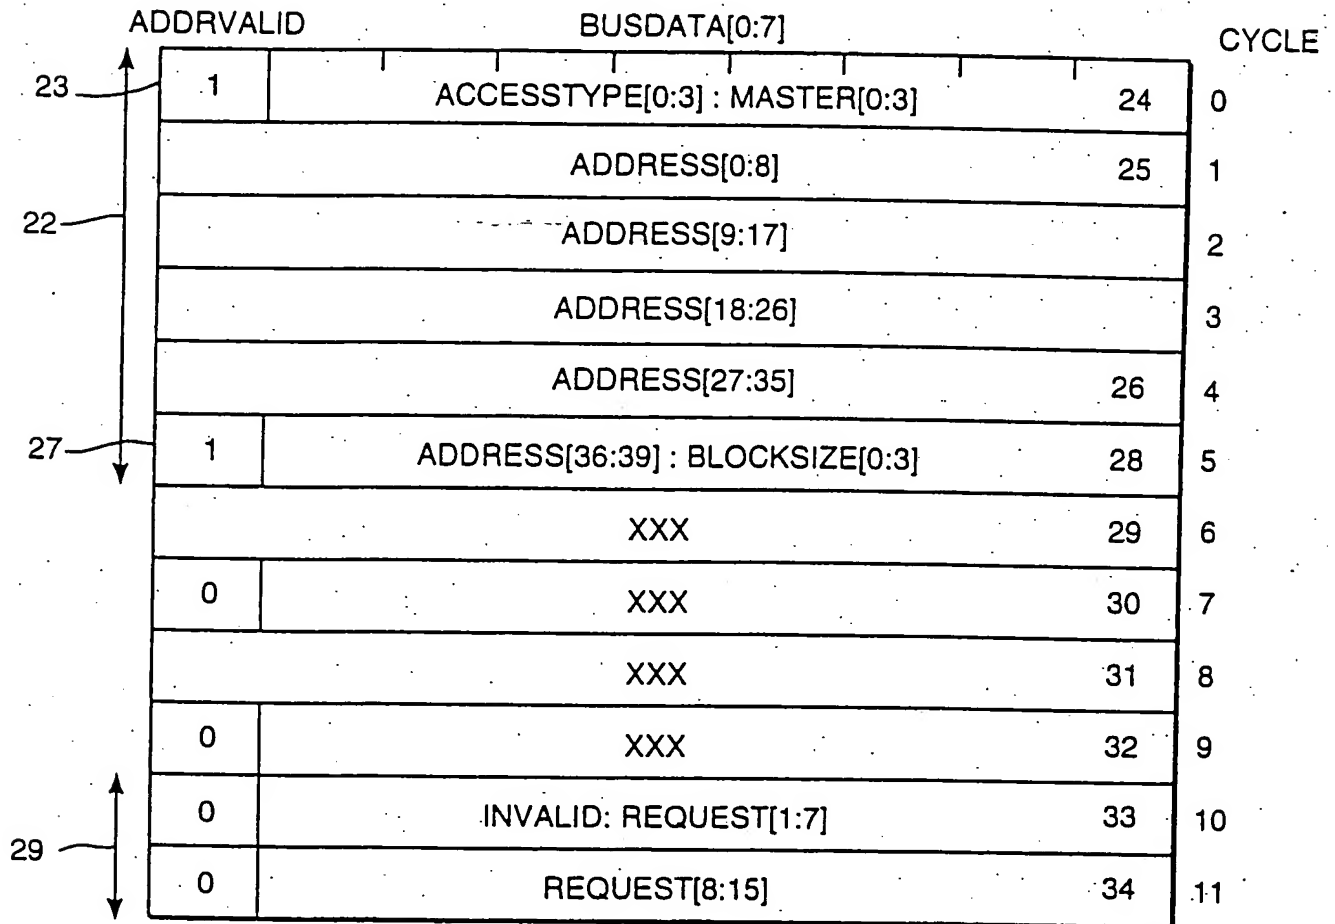 ADDRVALID BUSDATA[0:7] CYCLE
23 1 ACCESSTYPE[0:3] : MASTER[0:3] 24 0
ADDRESS[0:8] 25 1
22 ADDRESS[9:17] 2
ADDRESS[18:26] 3
ADDRESS[27:35] 26 4
27 1 ADDRESS[36:39] : BLOCKSIZE[0:3] 28 5
XXX 29 6
0 XXX 30 7
XXX 31 8
0 XXX 32 9
0 INVALID: REQUEST[1:7] 33 10
29 0 REQUEST[8:15] 34 11